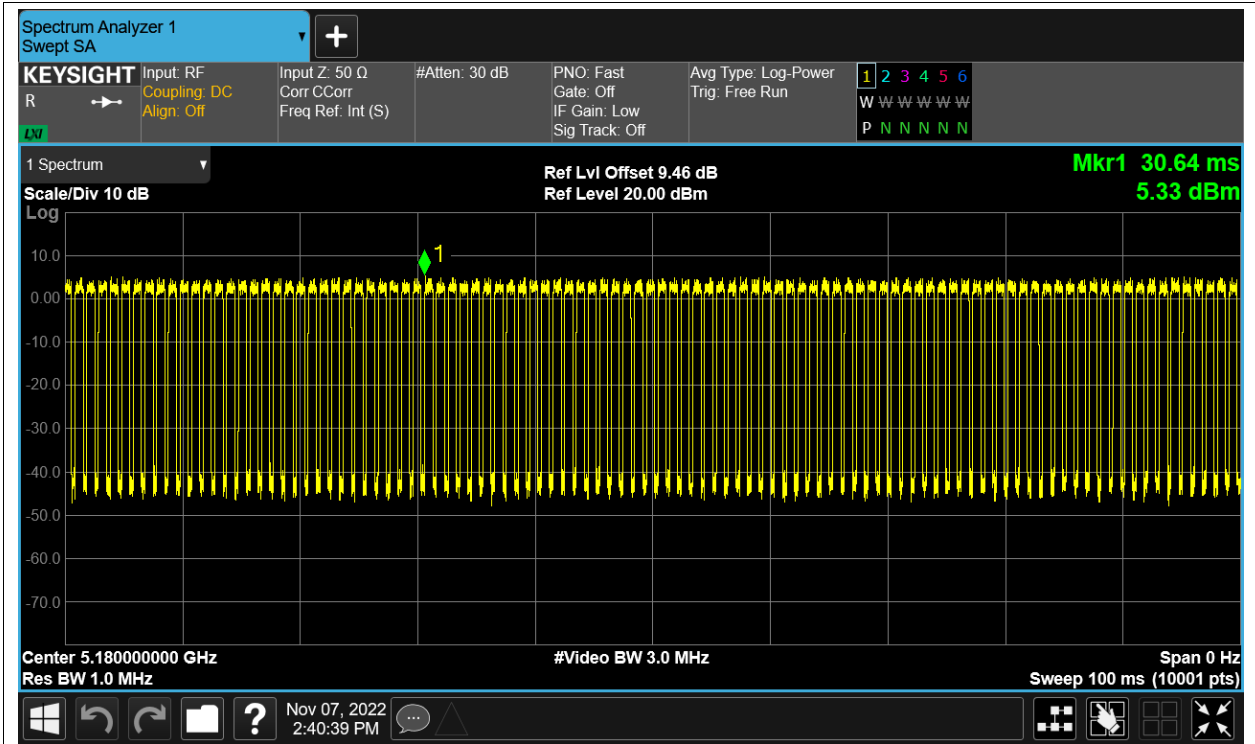 Spectrum Analyzer 1
Swept SA
KEYSIGHT
R
LXI
Input: RF
Coupling: DC
Align: Off
Input Z: 50 Ω
Corr CCorr
Freq Ref: Int (S)
#Atten: 30 dB
PNO: Fast
Gate: Off
IF Gain: Low
Sig Track: Off
Avg Type: Log-Power
Trig: Free Run
1 2 3 4 5 6
W W W W W W
P N N N N N
1 Spectrum
Scale/Div 10 dB
Log
Ref Lvl Offset 9.46 dB
Ref Level 20.00 dBm
Mkr1 30.64 ms
5.33 dBm
1
10.0
0.00
-10.0
-20.0
-30.0
-40.0
-50.0
-60.0
-70.0
Center 5.180000000 GHz
#Video BW 3.0 MHz
Span 0 Hz
Res BW 1.0 MHz
Sweep 100 ms (10001 pts)
?
Nov 07, 2022
2:40:39 PM